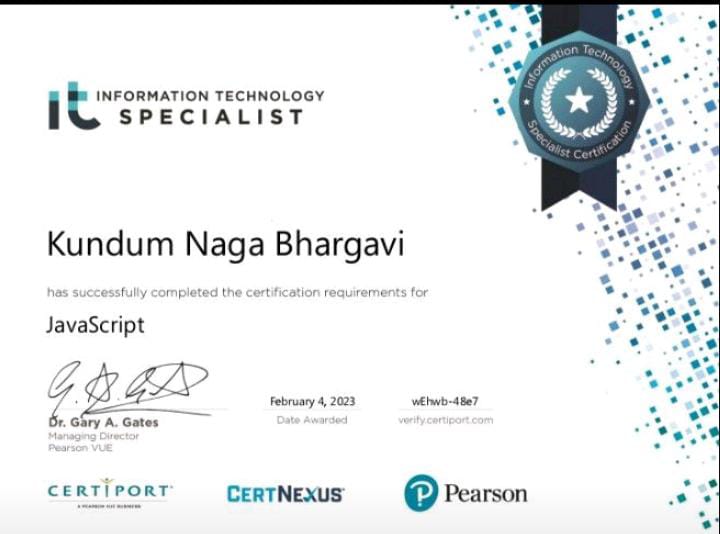 it INFORMATION TECHNOLOGY
SPECIALIST
Information Technology
Specialist Certification
Kundum Naga Bhargavi
has successfully completed the certification requirements for
JavaScript
Dr. Gary A. Gates
Managing Director
Pearson VUE
February 4, 2023
Date Awarded
wEhwb-48e7
verify.certiport.com
CERTIPORT
A PEARSON VUE BUSINESS
CERTNEXUS
P Pearson